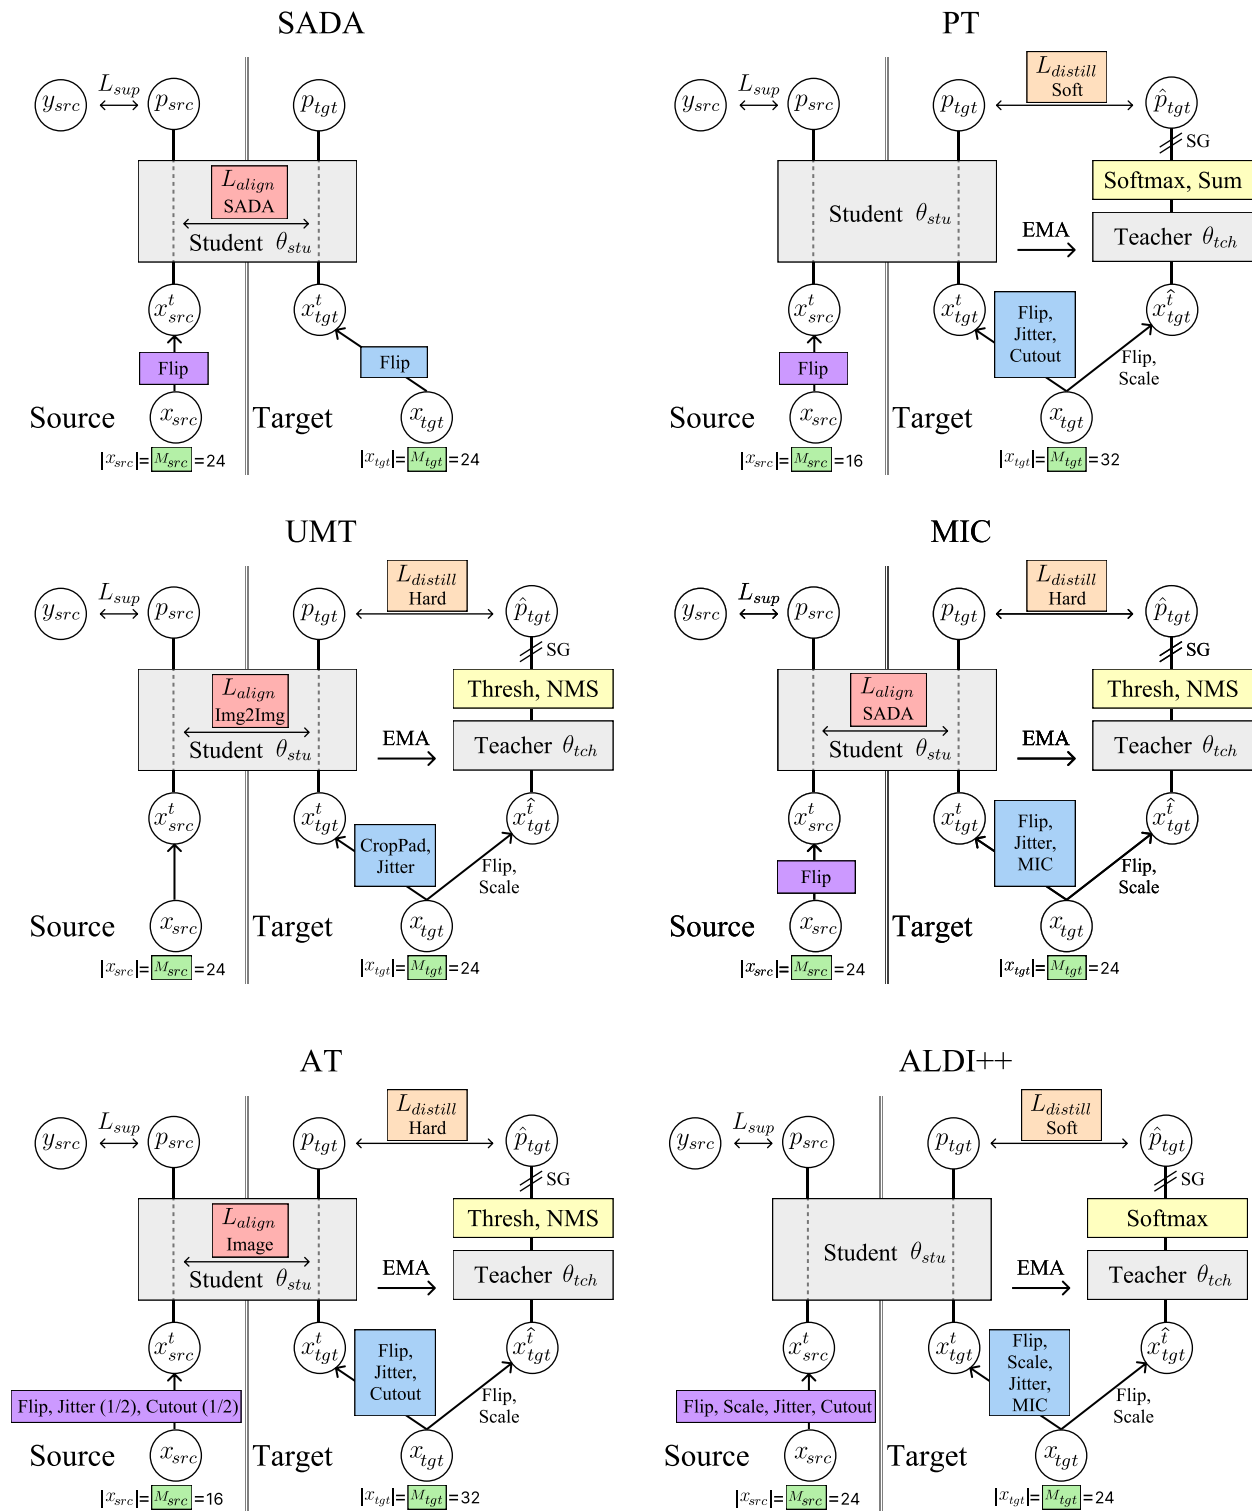 SADA
y_src
L_sup
p_src
p_tgt
L_align
SADA
Student θ_stu
x^t_src
x^t_tgt
Flip
Flip
Source
x_src
Target
x_tgt
|x_src|= M_src =24
|x_tgt|= M_tgt =24
PT
y_src
L_sup
p_src
p_tgt
L_distill
Soft
p̂_tgt
SG
Softmax, Sum
Student θ_stu
EMA
Teacher θ_tch
x^t_src
x^t_tgt
Flip,
Jitter,
Cutout
x^t̂_tgt
Flip
Flip,
Scale
Source
x_src
Target
x_tgt
|x_src|= M_src =16
|x_tgt|= M_tgt =32
UMT
y_src
L_sup
p_src
p_tgt
L_distill
Hard
p̂_tgt
SG
L_align
Img2Img
Thresh, NMS
Student θ_stu
EMA
Teacher θ_tch
x^t_src
x^t_tgt
CropPad,
Jitter
x^t̂_tgt
Flip,
Scale
Source
x_src
Target
x_tgt
|x_src|= M_src =24
|x_tgt|= M_tgt =24
MIC
y_src
L_sup
p_src
p_tgt
L_distill
Hard
p̂_tgt
SG
L_align
SADA
Thresh, NMS
Student θ_stu
EMA
Teacher θ_tch
x^t_src
x^t_tgt
Flip,
Jitter,
MIC
x^t̂_tgt
Flip
Flip,
Scale
Source
x_src
Target
x_tgt
|x_src|= M_src =24
|x_tgt|= M_tgt =24
AT
y_src
L_sup
p_src
p_tgt
L_distill
Hard
p̂_tgt
SG
L_align
Image
Thresh, NMS
Student θ_stu
EMA
Teacher θ_tch
x^t_src
x^t_tgt
Flip,
Jitter,
Cutout
x^t̂_tgt
Flip, Jitter (1/2), Cutout (1/2)
Flip,
Scale
Source
x_src
Target
x_tgt
|x_src|= M_src =16
|x_tgt|= M_tgt =32
ALDI++
y_src
L_sup
p_src
p_tgt
L_distill
Soft
p̂_tgt
SG
Softmax
Student θ_stu
EMA
Teacher θ_tch
x^t_src
x^t_tgt
Flip,
Scale,
Jitter,
MIC
x^t̂_tgt
Flip, Scale, Jitter, Cutout
Flip,
Scale
Source
x_src
Target
x_tgt
|x_src|= M_src =24
|x_tgt|= M_tgt =24